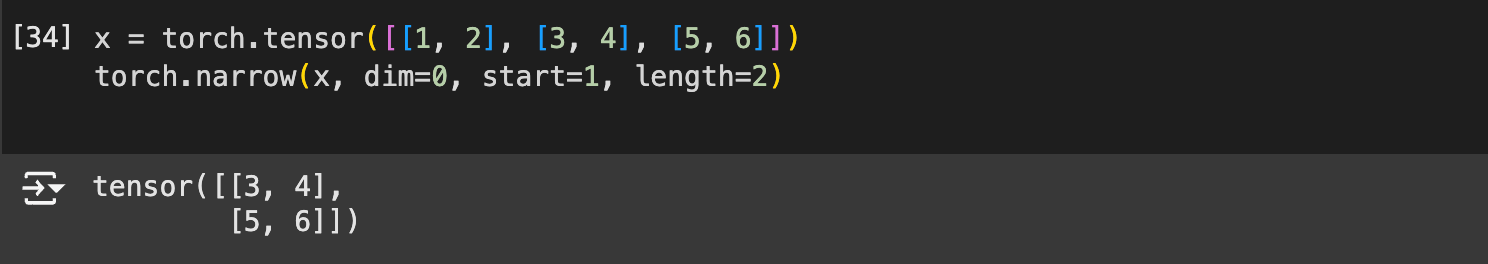 [34] x = torch.tensor([[1, 2], [3, 4], [5, 6]])
torch.narrow(x, dim=0, start=1, length=2)
tensor([[3, 4],
[5, 6]])